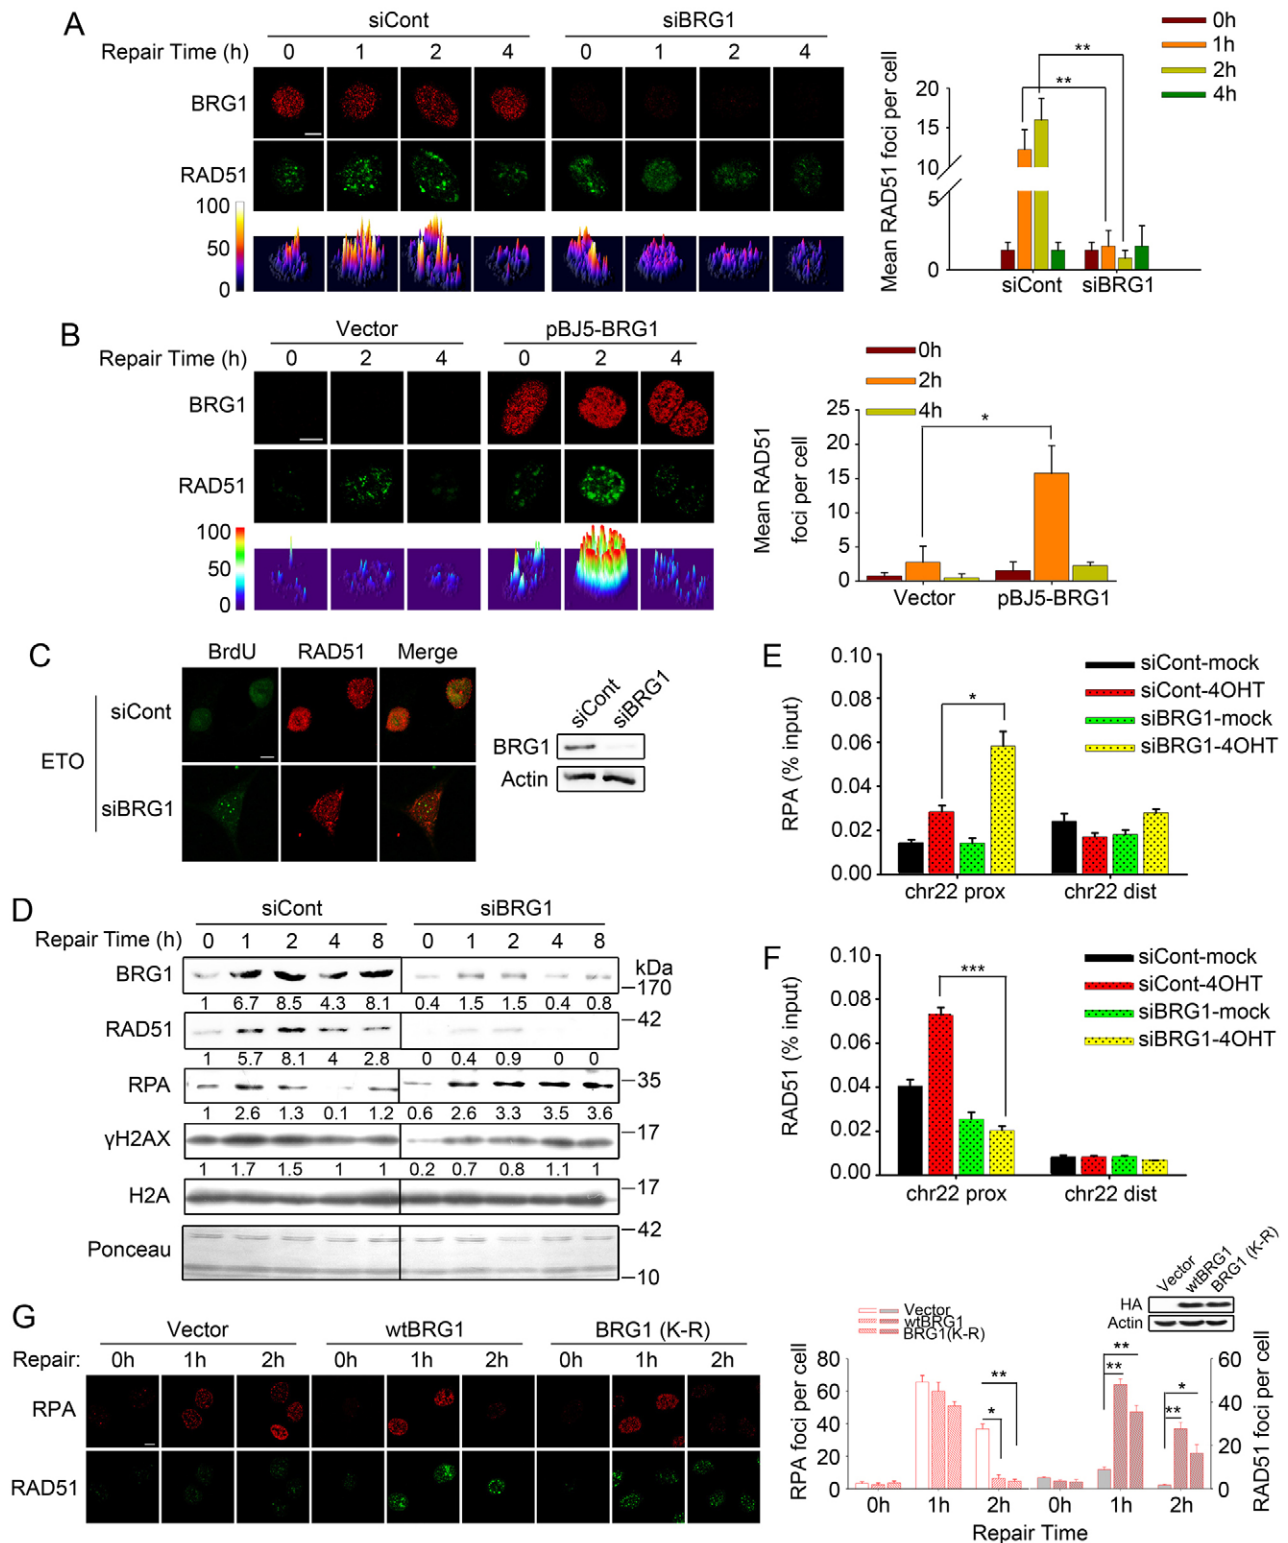 A
siCont
siBRG1
Repair Time (h)
0 1 2 4 0 1 2 4
BRG1
RAD51
100
50
0
0h
1h
2h
4h
**
**
Mean RAD51 foci per cell
20
15
10
5
0
siCont siBRG1
B
Vector
pBJ5-BRG1
Repair Time (h)
0 2 4 0 2 4
BRG1
RAD51
100
50
0
0h
2h
4h
*
Mean RAD51
foci per cell
25
20
15
10
5
0
Vector pBJ5-BRG1
C
BrdU RAD51 Merge
ETO
siCont
siBRG1
siCont
siBRG1
BRG1
Actin
D
siCont
siBRG1
Repair Time (h)
0 1 2 4 8 0 1 2 4 8
kDa
BRG1
170
1 6.7 8.5 4.3 8.1 0.4 1.5 1.5 0.4 0.8
RAD51
42
1 5.7 8.1 4 2.8 0 0.4 0.9 0 0
RPA
35
1 2.6 1.3 0.1 1.2 0.6 2.6 3.3 3.5 3.6
γH2AX
17
1 1.7 1.5 1 1 0.2 0.7 0.8 1.1 1
H2A
17
Ponceau
42
10
E
RPA (% input)
0.10
0.08
0.06
0.04
0.02
0.00
*
siCont-mock
siCont-4OHT
siBRG1-mock
siBRG1-4OHT
chr22 prox chr22 dist
F
RAD51 (% input)
0.10
0.08
0.06
0.04
0.02
0.00
***
siCont-mock
siCont-4OHT
siBRG1-mock
siBRG1-4OHT
chr22 prox chr22 dist
G
Vector wtBRG1 BRG1 (K-R)
Repair: 0h 1h 2h 0h 1h 2h 0h 1h 2h
RPA
RAD51
Vector
wtBRG1
BRG1(K-R)
Vector
wtBRG1
BRG1 (K-R)
HA
Actin
RPA foci per cell
80
60
40
20
0
**
*
**
**
*
**
60
40
20
0
RAD51 foci per cell
0h 1h 2h 0h 1h 2h
Repair Time